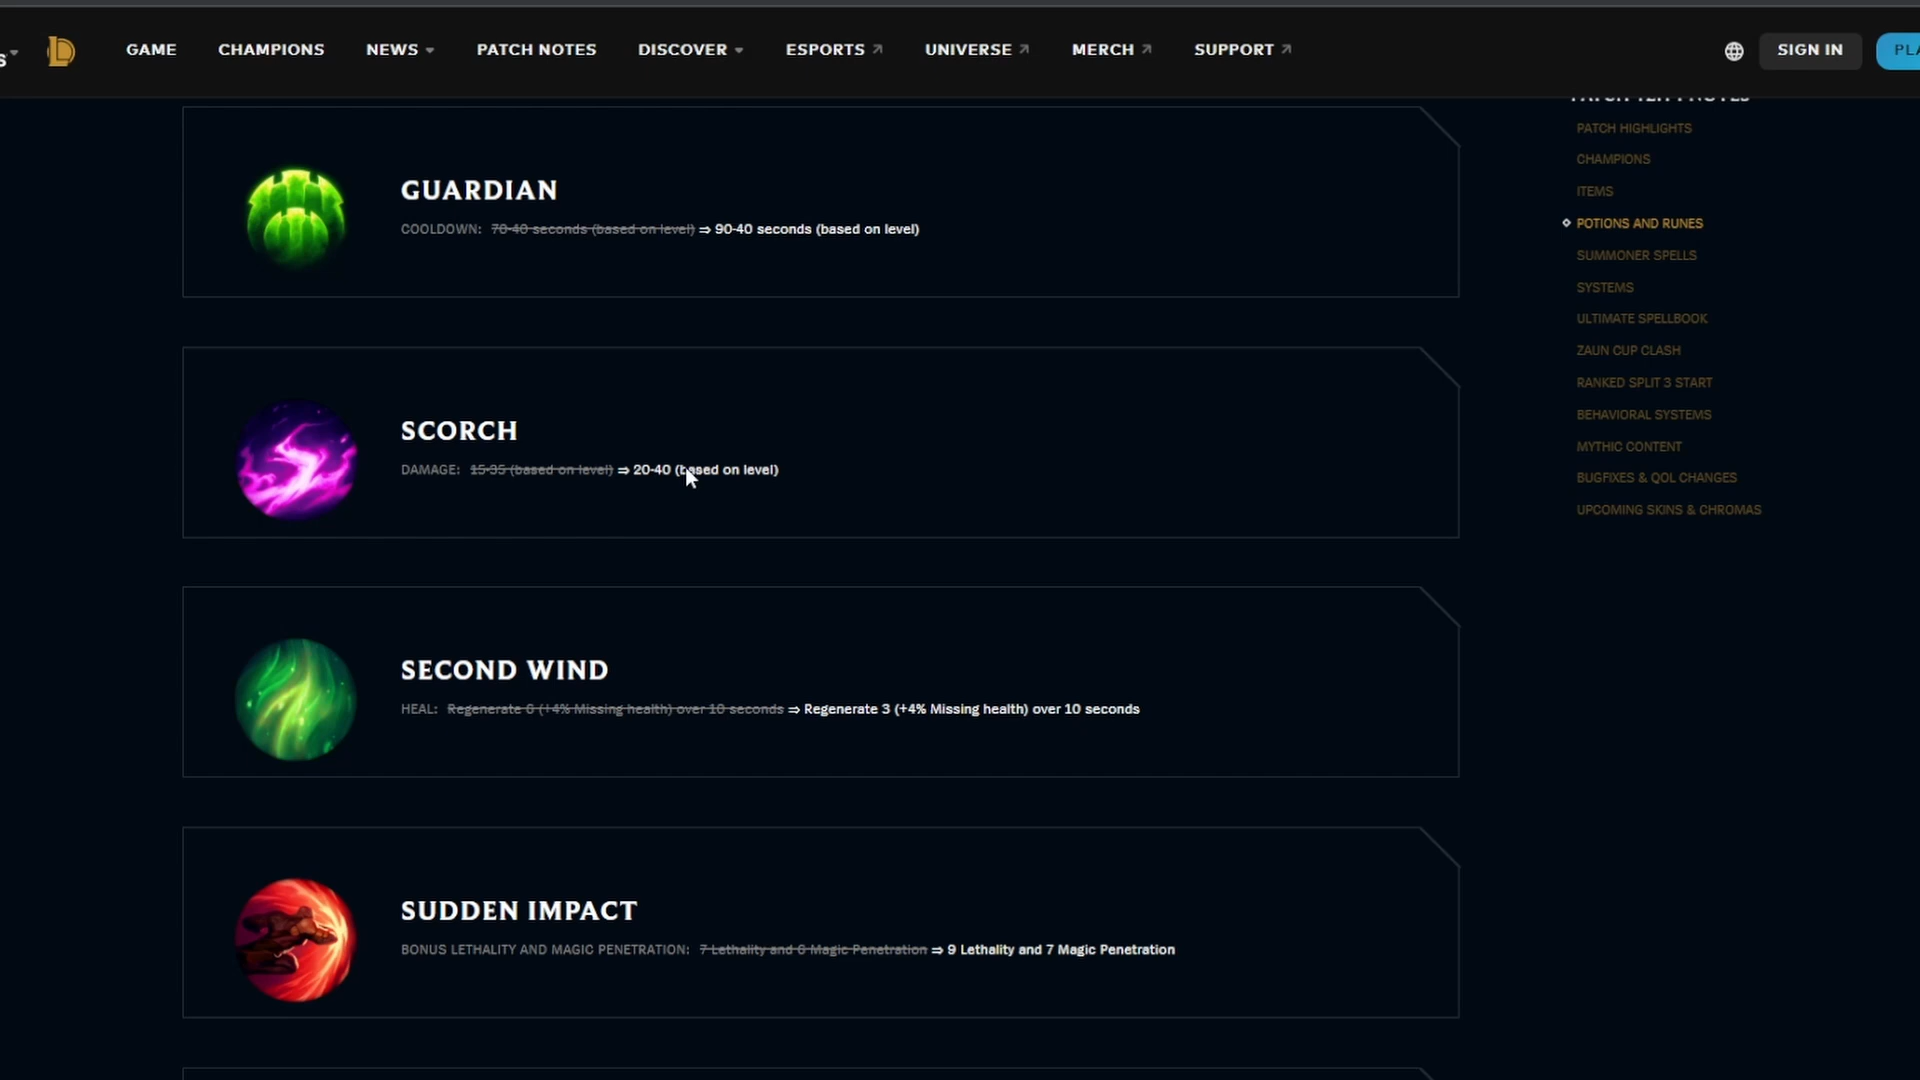 S
GAME CHAMPIONS NEWS PATCH NOTES DISCOVER ESPORTS UNIVERSE MERCH SUPPORT SIGN IN PLA
GUARDIAN
COOLDOWN: 70-40 seconds (based on level) ⇒ 90-40 seconds (based on level)
SCORCH
DAMAGE: 15-35 (based on level) ⇒ 20-40 (based on level)
SECOND WIND
HEAL: Regenerate 6 (+4% Missing health) over 10 seconds ⇒ Regenerate 3 (+4% Missing health) over 10 seconds
SUDDEN IMPACT
BONUS LETHALITY AND MAGIC PENETRATION: 7 Lethality and 6 Magic Penetration ⇒ 9 Lethality and 7 Magic Penetration
PATCH HIGHLIGHTS
CHAMPIONS
ITEMS
POTIONS AND RUNES
SUMMONER SPELLS
SYSTEMS
ULTIMATE SPELLBOOK
ZAUN CUP CLASH
RANKED SPLIT 3 START
BEHAVIORAL SYSTEMS
MYTHIC CONTENT
BUGFIXES & QOL CHANGES
UPCOMING SKINS & CHROMAS